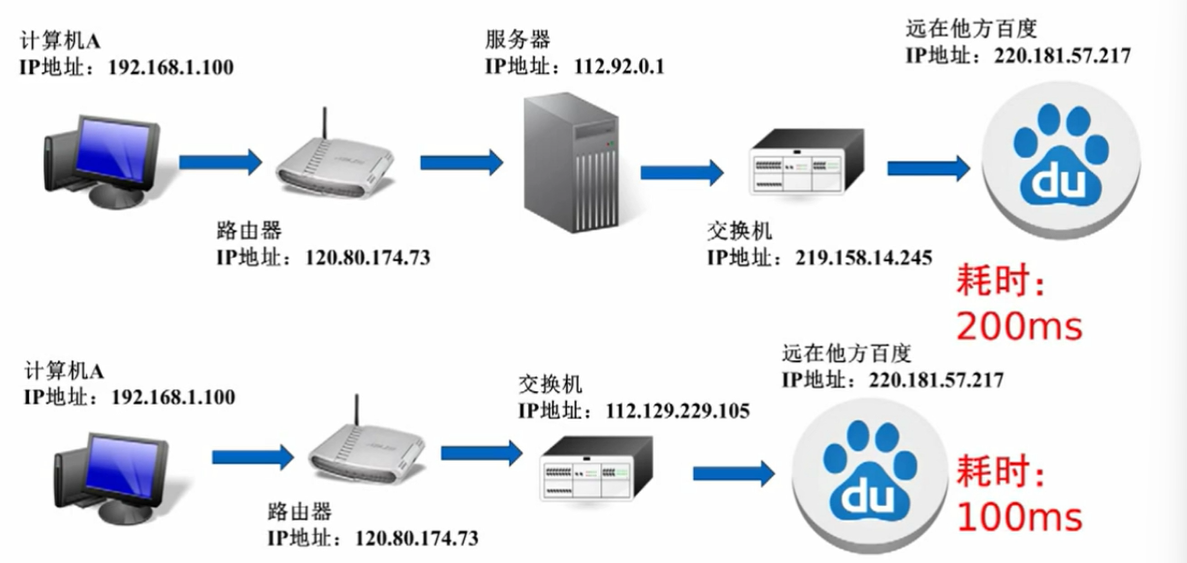 计算机A
IP地址：192.168.1.100
服务器
IP地址：112.92.0.1
远在他方百度
IP地址：220.181.57.217
du
路由器
IP地址：120.80.174.73
交换机
IP地址：219.158.14.245
耗时：
200ms
计算机A
IP地址：192.168.1.100
交换机
IP地址：112.129.229.105
远在他方百度
IP地址：220.181.57.217
du
路由器
IP地址：120.80.174.73
耗时：
100ms